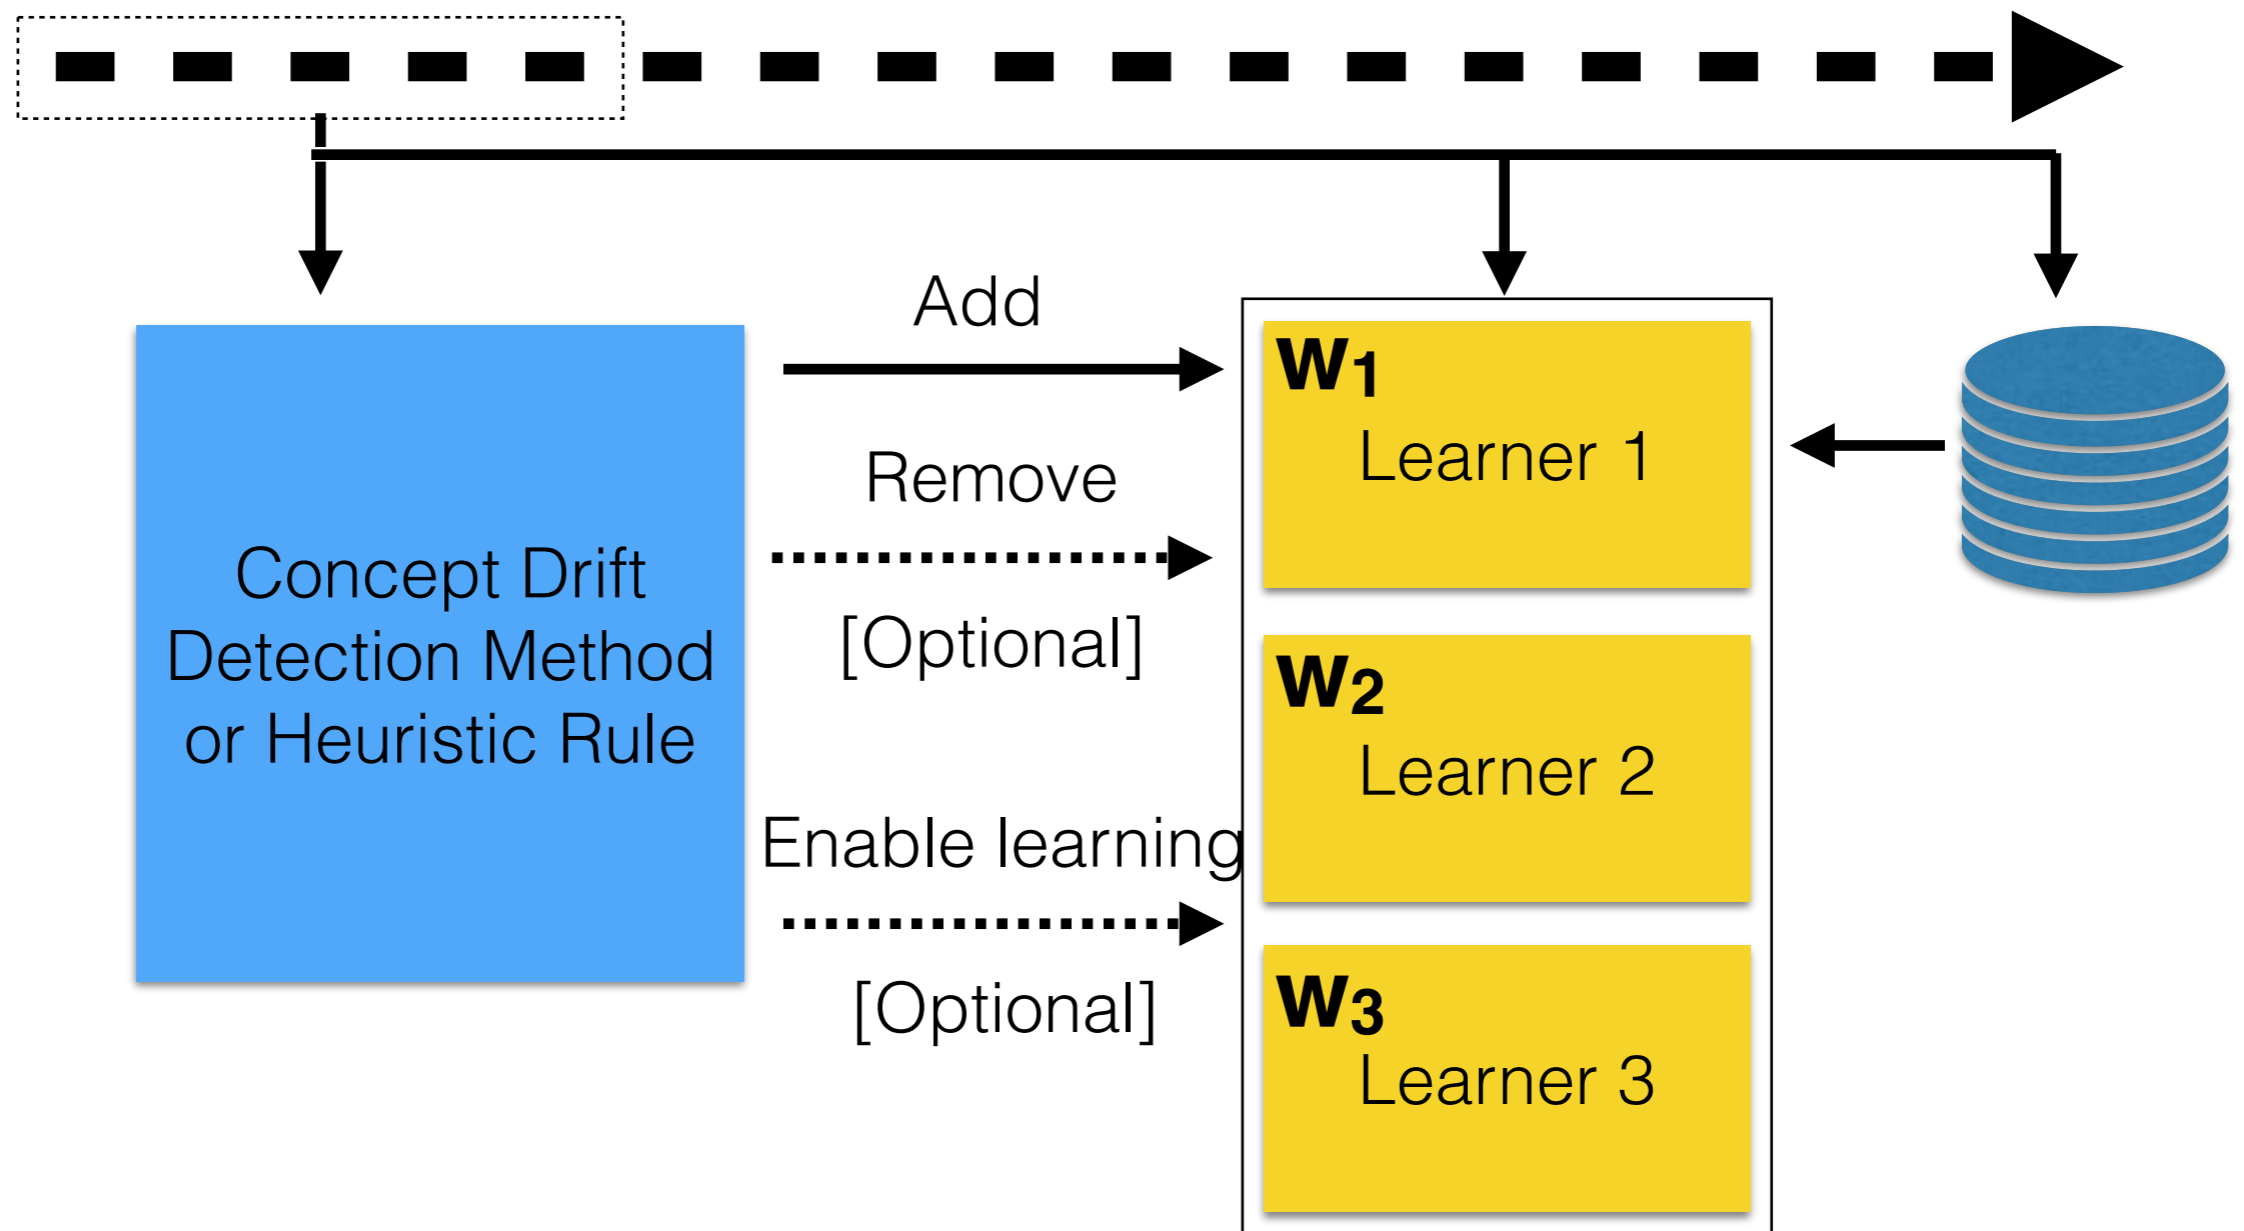 Add
Remove
[Optional]
Concept Drift
Detection Method
or Heuristic Rule
Enable learning
[Optional]
w1
Learner 1
w2
Learner 2
w3
Learner 3